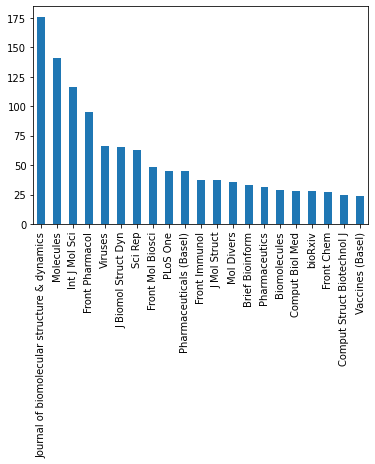 175
150
125
100
75
50
25
0
Journal of biomolecular structure & dynamics
Molecules
Int J Mol Sci
Front Pharmacol
Viruses
J Biomol Struct Dyn
Sci Rep
Front Mol Biosci
PLoS One
Pharmaceuticals (Basel)
Front Immunol
J Mol Struct
Mol Divers
Brief Bioinform
Pharmaceutics
Biomolecules
Comput Biol Med
bioRxiv
Front Chem
Comput Struct Biotechnol J
Vaccines (Basel)